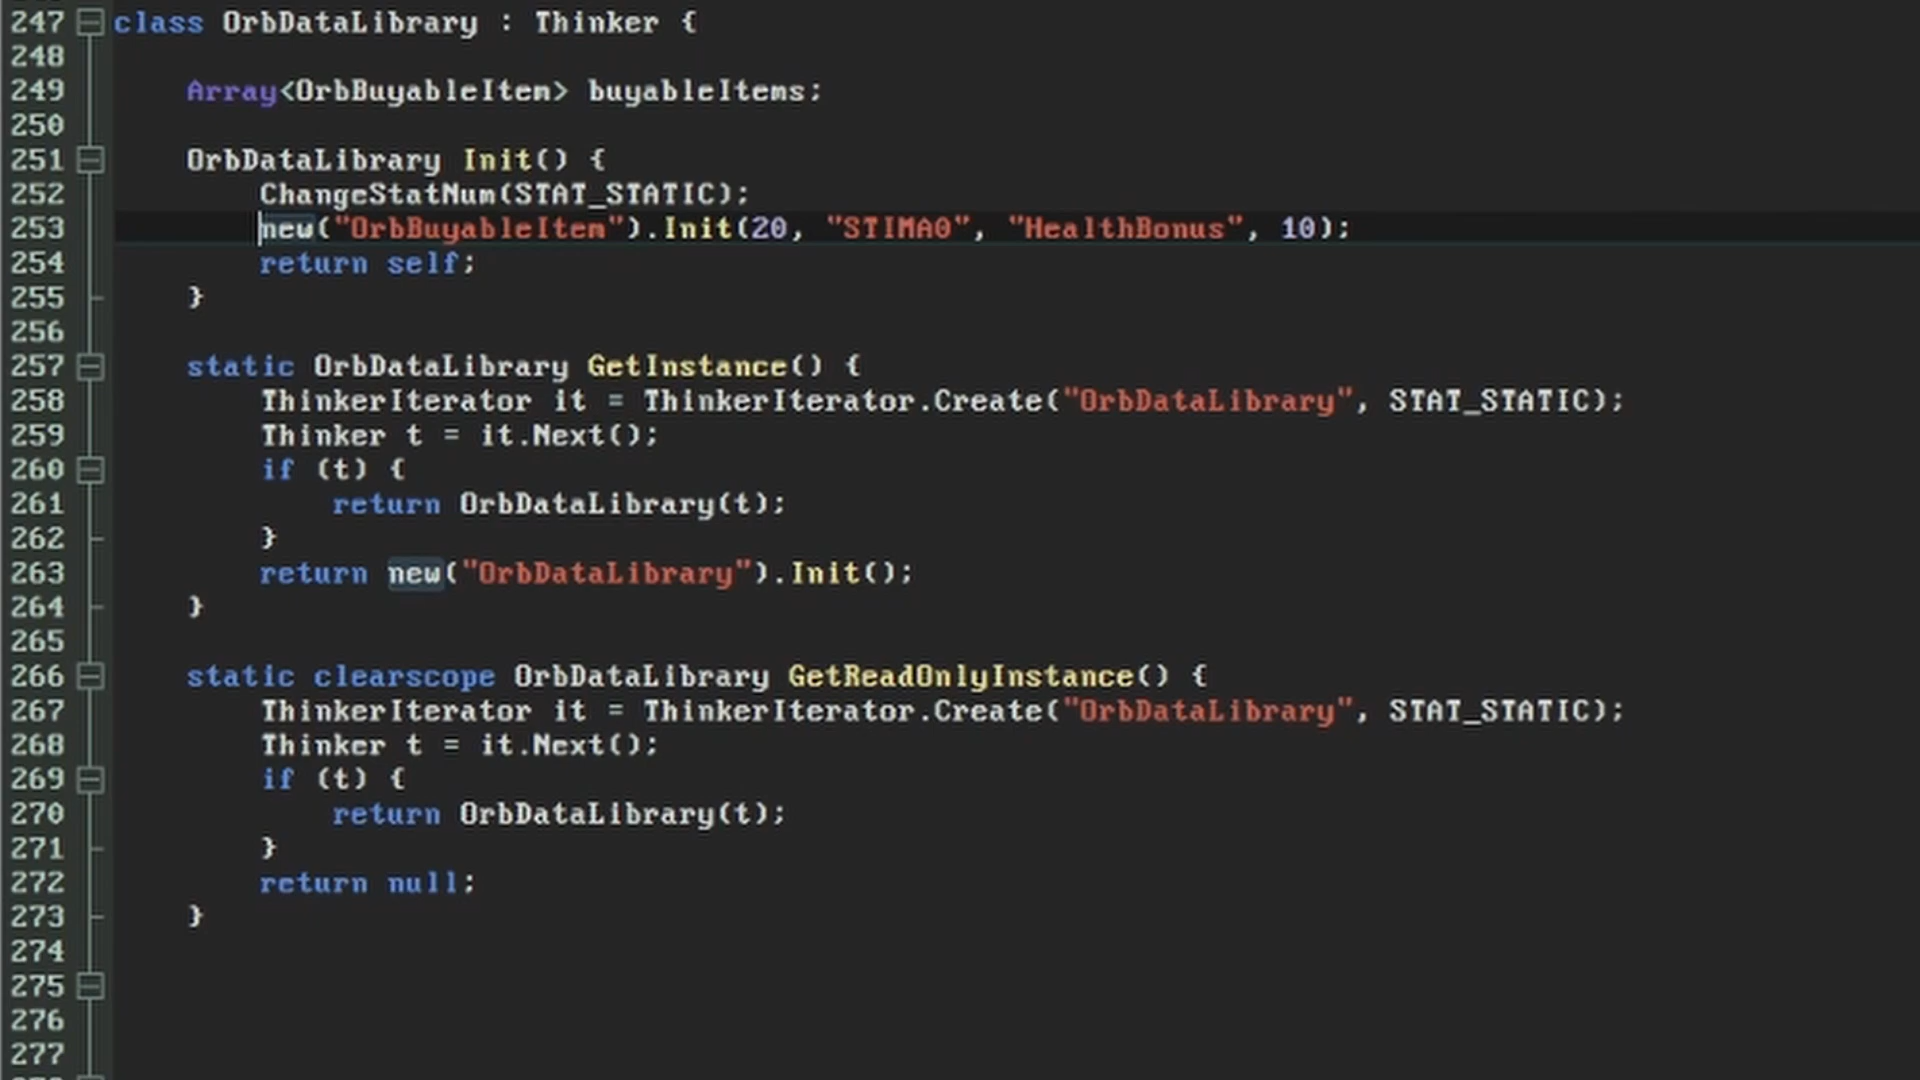 247 class OrbDataLibrary : Thinker {
248
249     Array<OrbBuyableItem> buyableItems;
250
251     OrbDataLibrary Init() {
252         ChangeStatNum(STAT_STATIC);
253         new("OrbBuyableItem").Init(20, "STIMA0", "HealthBonus", 10);
254         return self;
255     }
256
257     static OrbDataLibrary GetInstance() {
258         ThinkerIterator it = ThinkerIterator.Create("OrbDataLibrary", STAT_STATIC);
259         Thinker t = it.Next();
260         if (t) {
261             return OrbDataLibrary(t);
262         }
263         return new("OrbDataLibrary").Init();
264     }
265
266     static clearscope OrbDataLibrary GetReadOnlyInstance() {
267         ThinkerIterator it = ThinkerIterator.Create("OrbDataLibrary", STAT_STATIC);
268         Thinker t = it.Next();
269         if (t) {
270             return OrbDataLibrary(t);
271         }
272         return null;
273     }
274
275
276
277